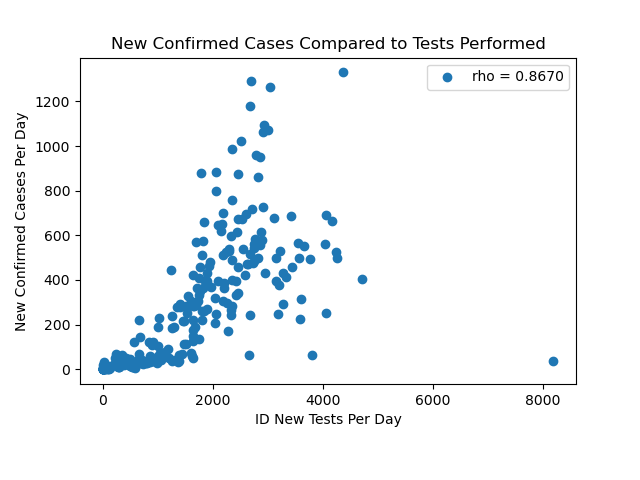 New Confirmed Cases Compared to Tests Performed
rho = 0.8670
New Confirmed Caeses Per Day
1200
1000
800
600
400
200
0
0 2000 4000 6000 8000
ID New Tests Per Day